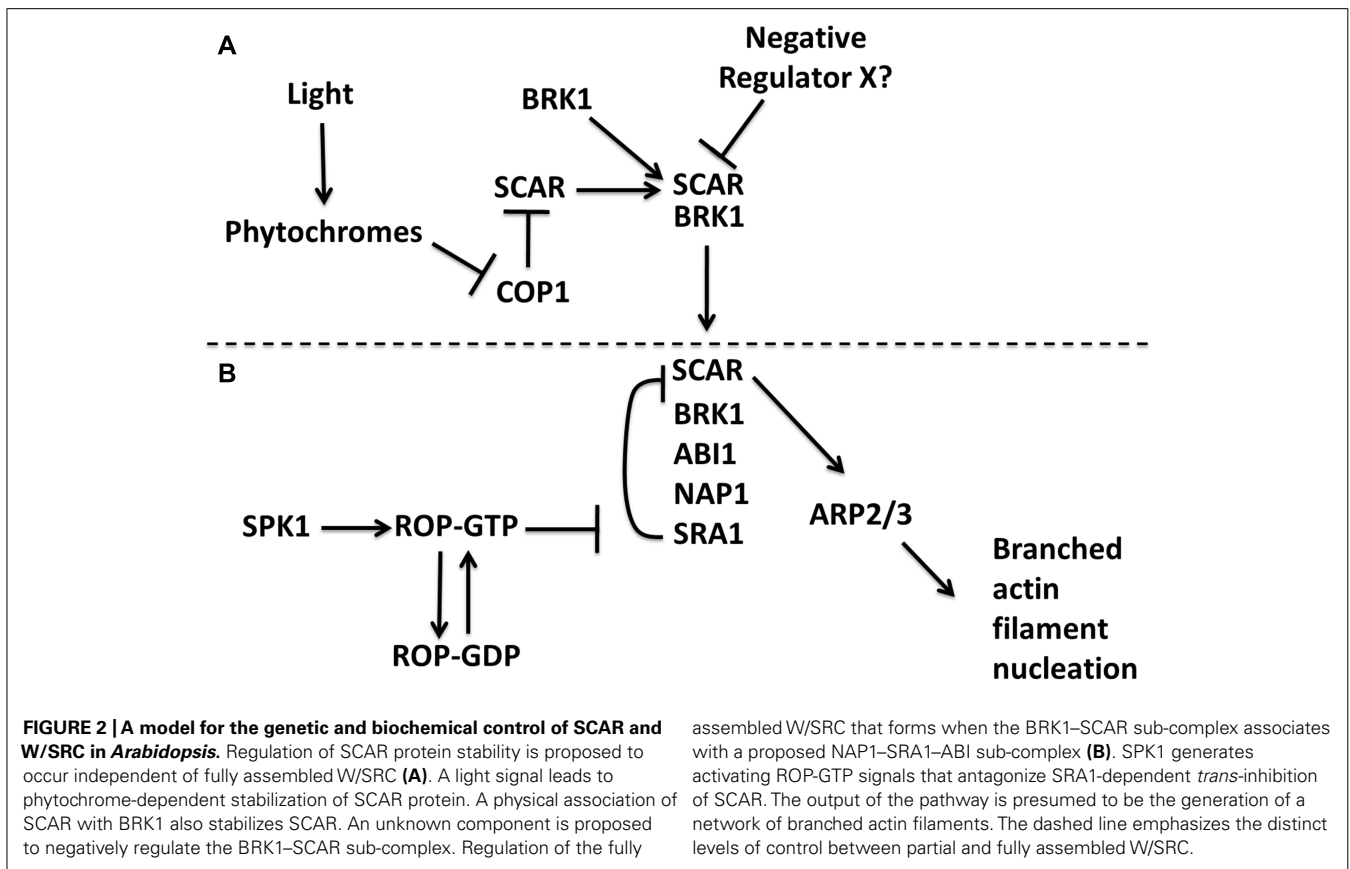 A
Light
Phytochromes
BRK1
SCAR
COP1
Negative
Regulator X?
SCAR
BRK1
B
SCAR
BRK1
ABI1
NAP1
SRA1
SPK1
ROP-GTP
ROP-GDP
ARP2/3
Branched
actin
filament
nucleation
FIGURE 2 | A model for the genetic and biochemical control of SCAR and
W/SRC in Arabidopsis. Regulation of SCAR protein stability is proposed to
occur independent of fully assembled W/SRC (A). A light signal leads to
phytochrome-dependent stabilization of SCAR protein. A physical association of
SCAR with BRK1 also stabilizes SCAR. An unknown component is proposed
to negatively regulate the BRK1–SCAR sub-complex. Regulation of the fully
assembled W/SRC that forms when the BRK1–SCAR sub-complex associates
with a proposed NAP1–SRA1–ABI sub-complex (B). SPK1 generates
activating ROP-GTP signals that antagonize SRA1-dependent trans-inhibition
of SCAR. The output of the pathway is presumed to be the generation of a
network of branched actin filaments. The dashed line emphasizes the distinct
levels of control between partial and fully assembled W/SRC.